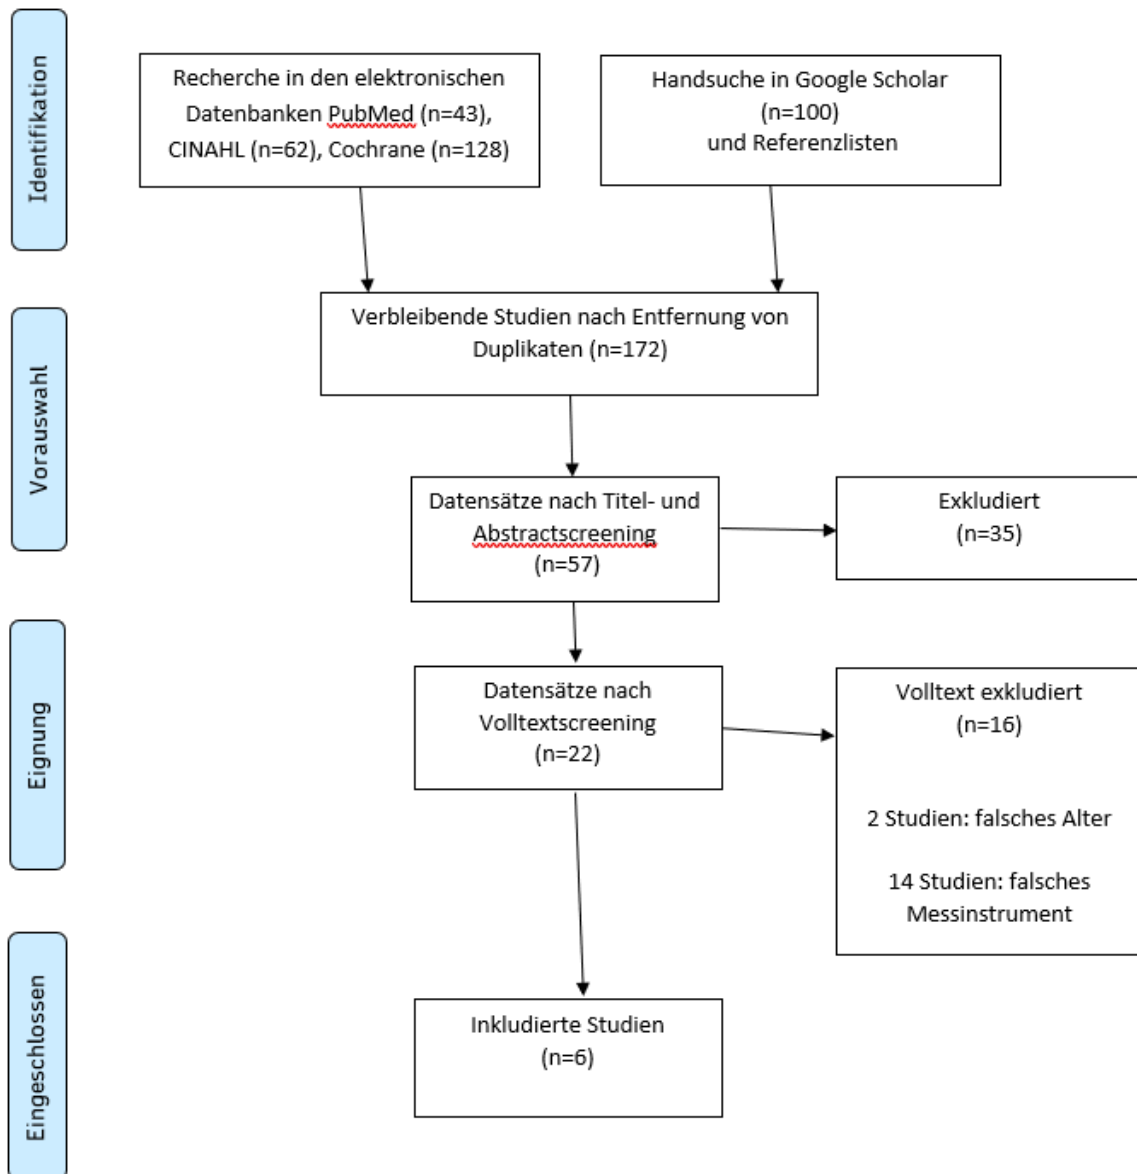 Identifikation
Recherche in den elektronischen
Datenbanken PubMed (n=43),
CINAHL (n=62), Cochrane (n=128)
Handsuche in Google Scholar
(n=100)
und Referenzlisten
Vorauswahl
Verbleibende Studien nach Entfernung von
Duplikaten (n=172)
Datensätze nach Titel- und
Abstractscreening
(n=57)
Exkludiert
(n=35)
Eignung
Datensätze nach
Volltextscreening
(n=22)
Volltext exkludiert
(n=16)
2 Studien: falsches Alter
14 Studien: falsches
Messinstrument
Eingeschlossen
Inkludierte Studien
(n=6)